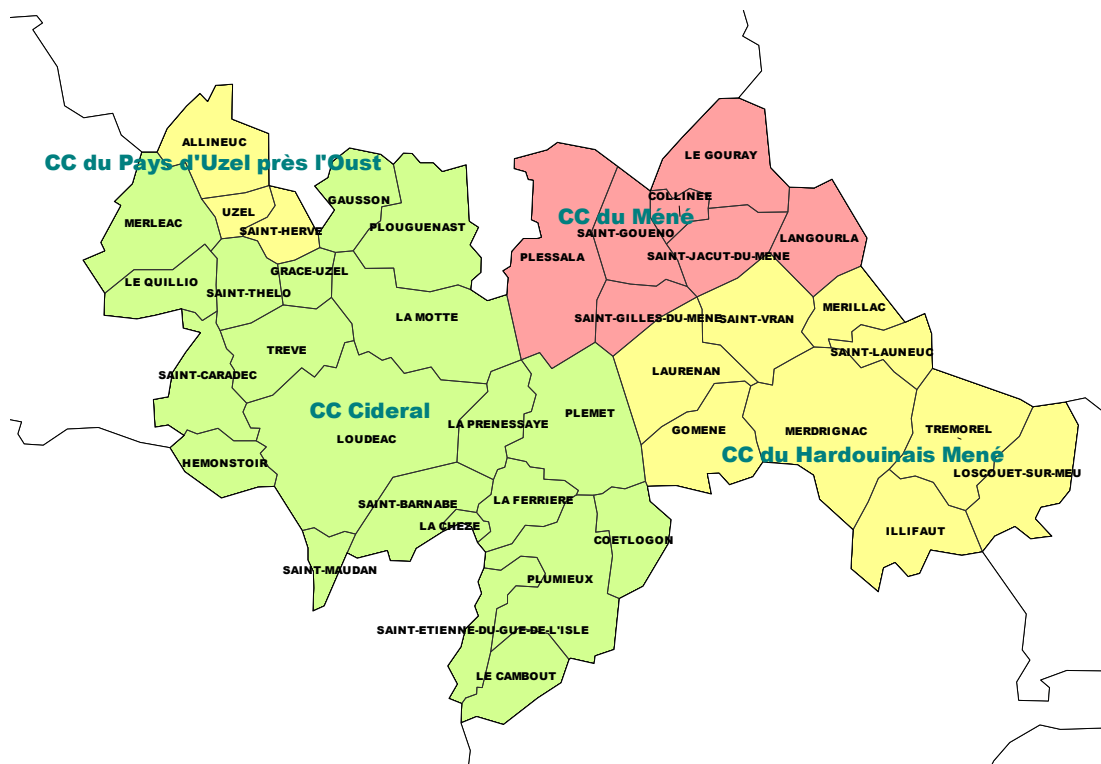 ALLINEUC
LE GOURAY
CC du Pays d'Uzel près l'Oust
COLLINEE
GAUSSON
UZEL
CC du Méné
MERLEAC
PLOUGUENAST
SAINT-HERVE
SAINT-GOUENO
LANGOURLA
PLESSALA
SAINT-JACUT-DU-MENE
GRACE-UZEL
LE QUILLIO
SAINT-THELO
MERILLAC
LA MOTTE
SAINT-GILLES-DU-MENE
SAINT-VRAN
TREVE
SAINT-LAUNEUC
SAINT-CARADEC
LAURENAN
CC Cideral
PLEMET
LA PRENESSAYE
LOUDEAC
GOMENE
MERDRIGNAC
TREMOREL
CC du Hardouinais Mené
HEMONSTOIR
LOSCOUET-SUR-MEU
LA FERRIERE
SAINT-BARNABE
LA CHEZE
ILLIFAUT
COETLOGON
SAINT-MAUDAN
PLUMIEUX
SAINT-ETIENNE-DU-GUE-DE-L'ISLE
LE CAMBOUT